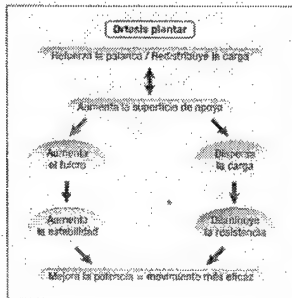 Ortesis plantar
Refuerza la palanca / Redistribuye la carga
Aumenta la superficie de apoyo
Aumenta
el fulcro
Dispersa
la carga
Aumenta
la estabilidad
Disminuye
la resistencia
Mejora la potencia = movimiento más eficaz